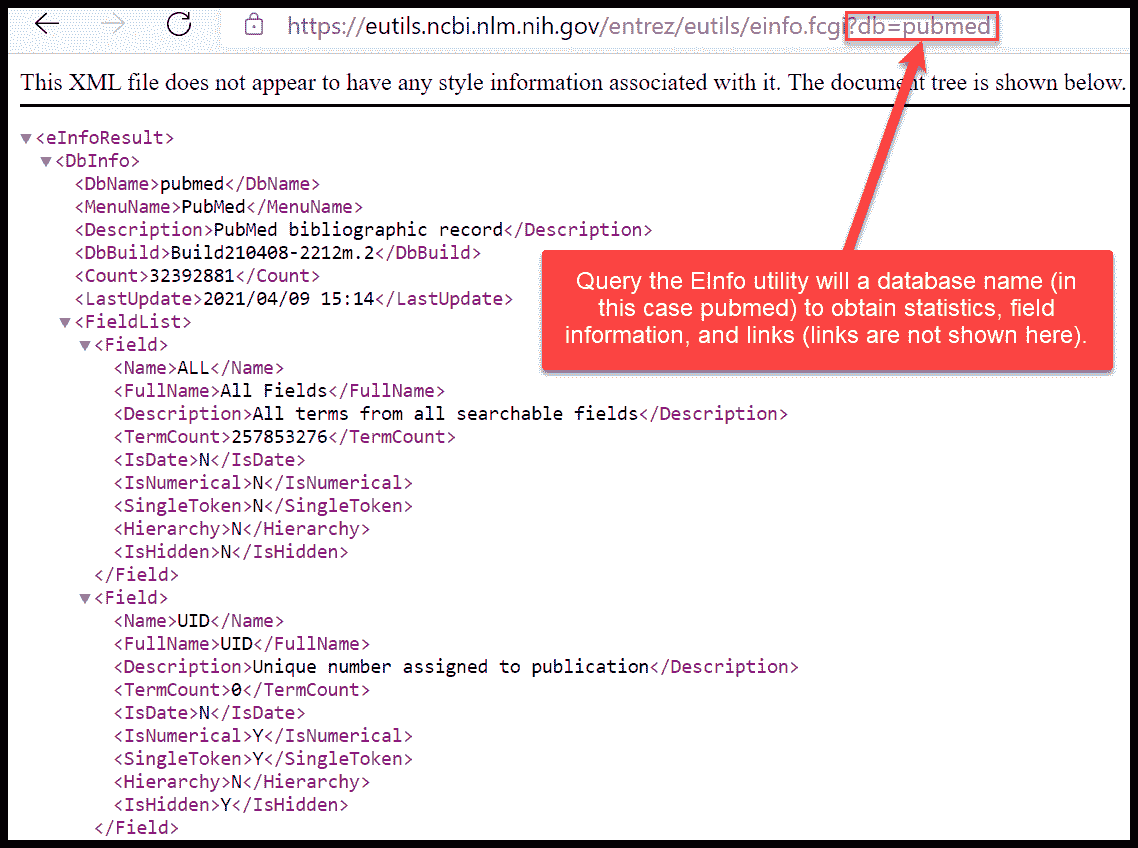 https://eutils.ncbi.nlm.nih.gov/entrez/eutils/einfo.fcgi?db=pubmed
This XML file does not appear to have any style information associated with it. The document tree is shown below.
▼<eInfoResult>
▼<DbInfo>
<DbName>pubmed</DbName>
<MenuName>PubMed</MenuName>
<Description>PubMed bibliographic record</Description>
<DbBuild>Build210408-2212m.2</DbBuild>
<Count>32392881</Count>
<LastUpdate>2021/04/09 15:14</LastUpdate>
Query the EInfo utility will a database name (in
this case pubmed) to obtain statistics, field
information, and links (links are not shown here).
▼<FieldList>
▼<Field>
<Name>ALL</Name>
<FullName>All Fields</FullName>
<Description>All terms from all searchable fields</Description>
<TermCount>257853276</TermCount>
<IsDate>N</IsDate>
<IsNumerical>N</IsNumerical>
<SingleToken>N</SingleToken>
<Hierarchy>N</Hierarchy>
<IsHidden>N</IsHidden>
</Field>
▼<Field>
<Name>UID</Name>
<FullName>UID</FullName>
<Description>Unique number assigned to publication</Description>
<TermCount>0</TermCount>
<IsDate>N</IsDate>
<IsNumerical>Y</IsNumerical>
<SingleToken>Y</SingleToken>
<Hierarchy>N</Hierarchy>
<IsHidden>Y</IsHidden>
</Field>